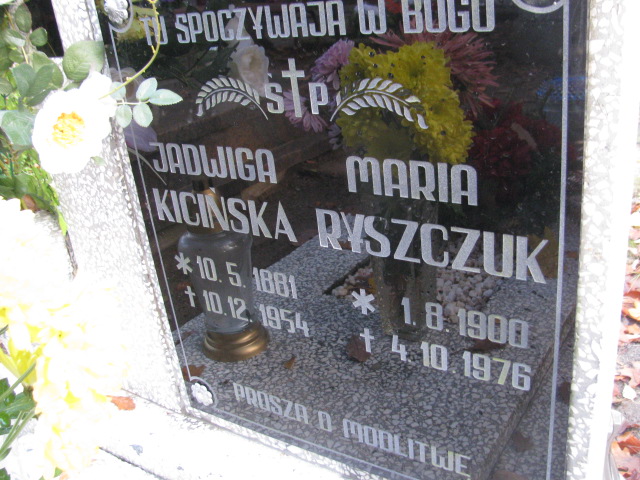 TU SPOCZYWAJĄ W BOGU
Ś†P
JADWIGA
KICIŃSKA
* 10.5.1881
† 10.12.1954
MARIA
RYSZCZUK
* 1.8.1900
† 4.10.1976
PROSZĄ O MODLITWĘ